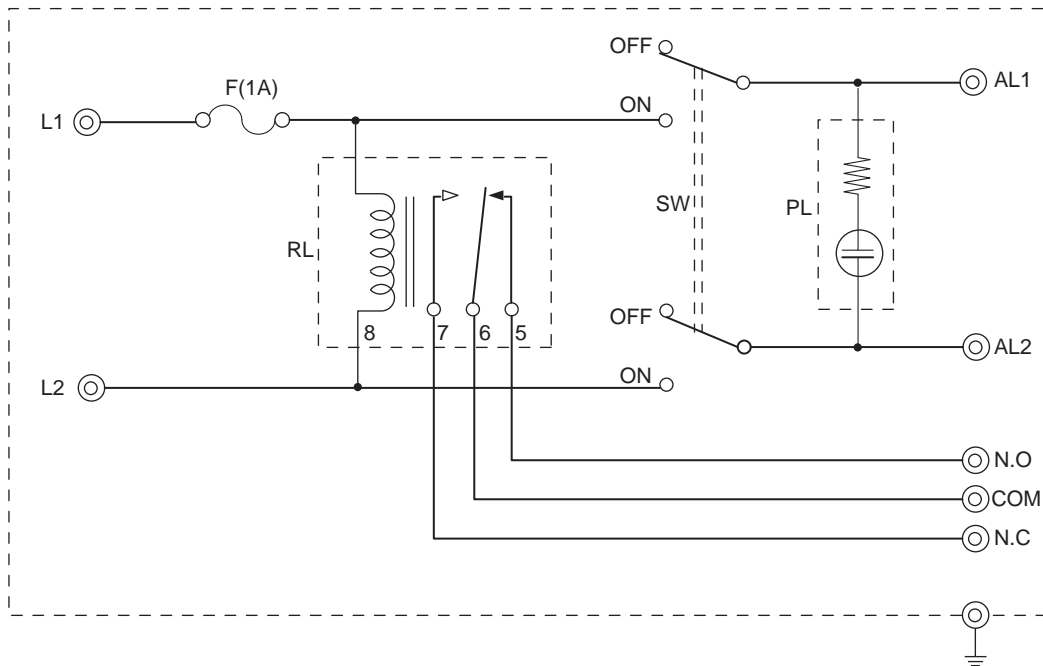 OFF
F(1A)
AL1
L1
ON
SW
PL
RL
OFF
8 7 6 5
AL2
L2
ON
N.O
COM
N.C